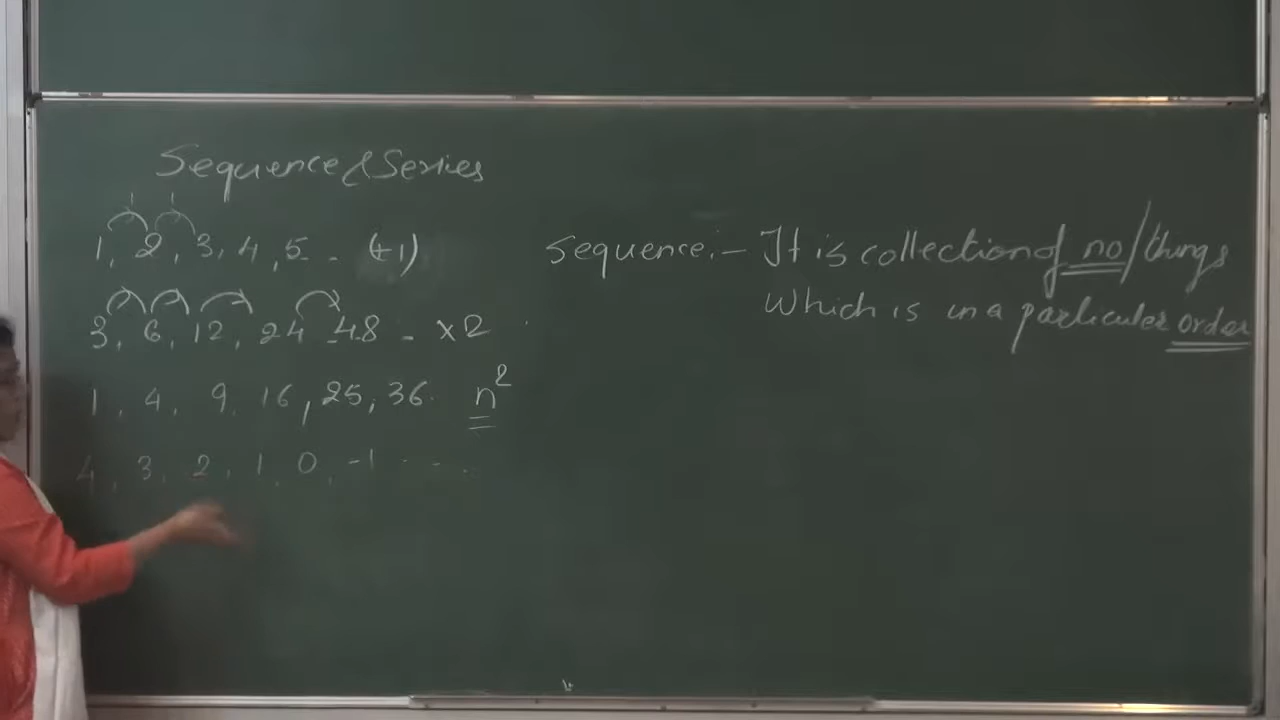 Sequence & Series
1 1
1, 2, 3, 4, 5 - (+1)
3, 6, 12, 24 48 - ×2
1, 4, 9, 16, 25, 36. n²
4, 3, 2, 1, 0, -1 - - - .
Sequence:- It is collection of no/things
Which is in a particular order